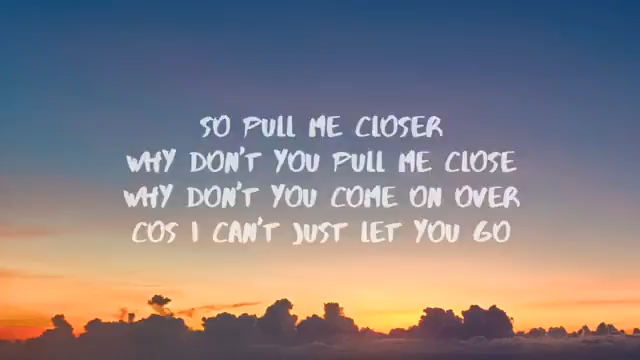 SO PULL ME CLOSER
WHY DON'T YOU PULL ME CLOSE
WHY DON'T YOU COME ON OVER
COS I CAN'T JUST LET YOU GO